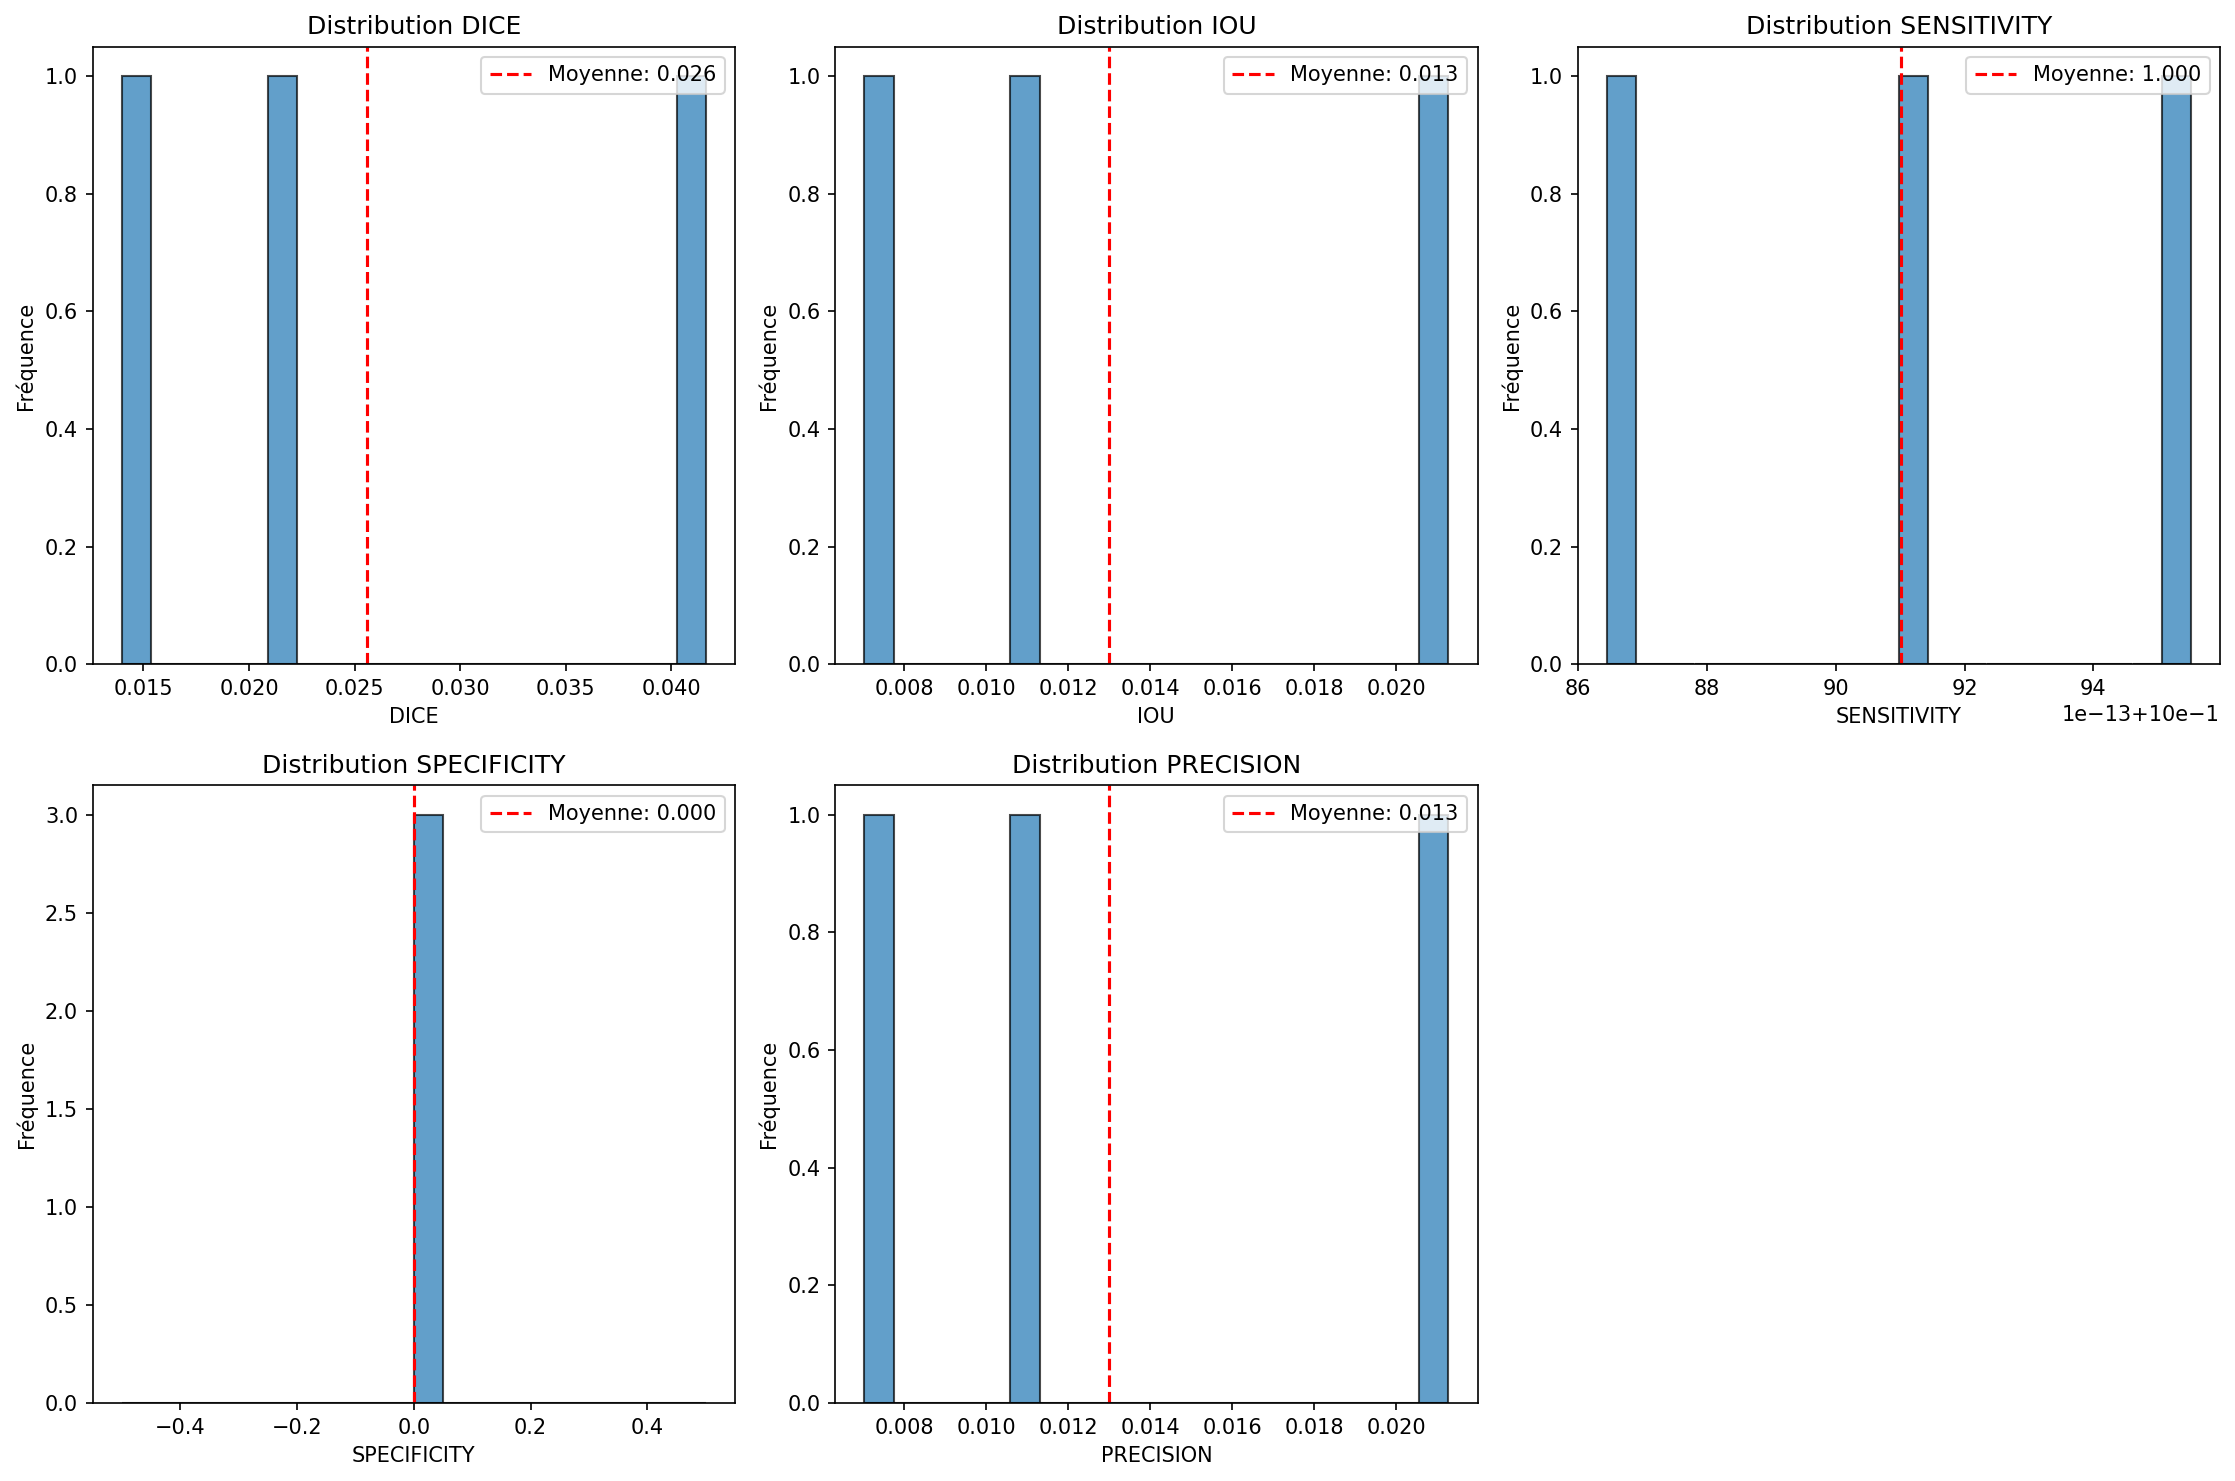 Distribution DICE
Moyenne: 0.026
Fréquence
1.0
0.8
0.6
0.4
0.2
0.0
0.015 0.020 0.025 0.030 0.035 0.040
DICE
Distribution IOU
Moyenne: 0.013
Fréquence
1.0
0.8
0.6
0.4
0.2
0.0
0.008 0.010 0.012 0.014 0.016 0.018 0.020
IOU
Distribution SENSITIVITY
Moyenne: 1.000
Fréquence
1.0
0.8
0.6
0.4
0.2
0.0
86 88 90 92 94
1e−13+10e−1
SENSITIVITY
Distribution SPECIFICITY
Moyenne: 0.000
Fréquence
3.0
2.5
2.0
1.5
1.0
0.5
0.0
−0.4 −0.2 0.0 0.2 0.4
SPECIFICITY
Distribution PRECISION
Moyenne: 0.013
Fréquence
1.0
0.8
0.6
0.4
0.2
0.0
0.008 0.010 0.012 0.014 0.016 0.018 0.020
PRECISION